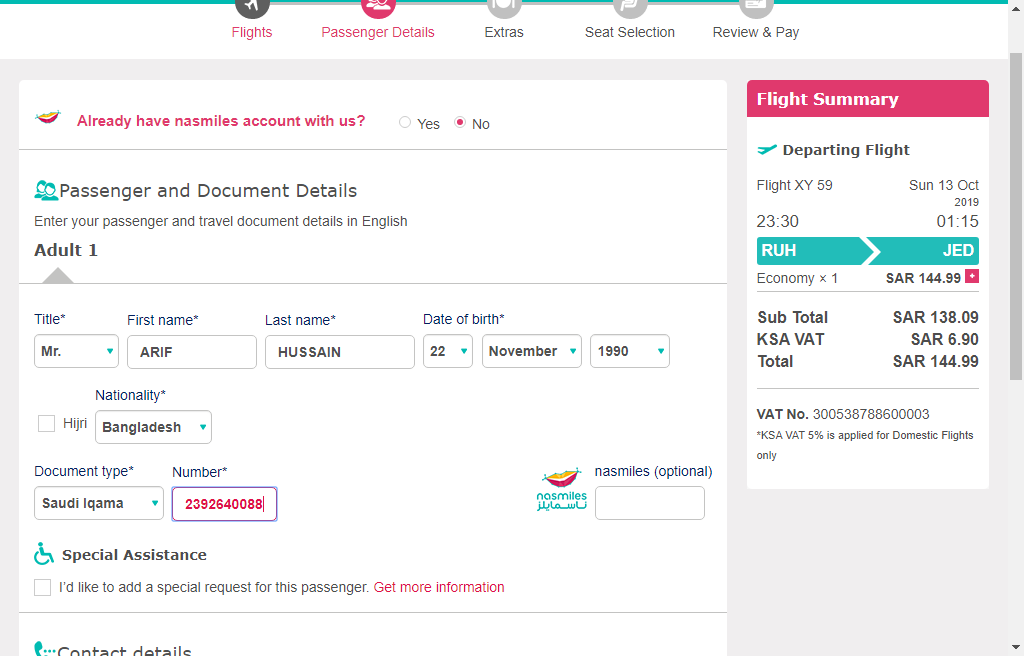 Flights Passenger Details Extras Seat Selection Review & Pay
Already have nasmiles account with us? Yes No
Passenger and Document Details
Enter your passenger and travel document details in English
Adult 1
Title* First name* Last name* Date of birth*
Mr. ARIF HUSSAIN 22 November 1990
Nationality*
Hijri Bangladesh
Document type* Number* nasmiles (optional)
Saudi Iqama 2392640088
nasmiles
ناسمايلز
Special Assistance
I'd like to add a special request for this passenger. Get more information
Contact details
Flight Summary
Departing Flight
Flight XY 59 Sun 13 Oct
2019
23:30 01:15
RUH JED
Economy × 1 SAR 144.99 +
Sub Total SAR 138.09
KSA VAT SAR 6.90
Total SAR 144.99
VAT No. 300538788600003
*KSA VAT 5% is applied for Domestic Flights
only